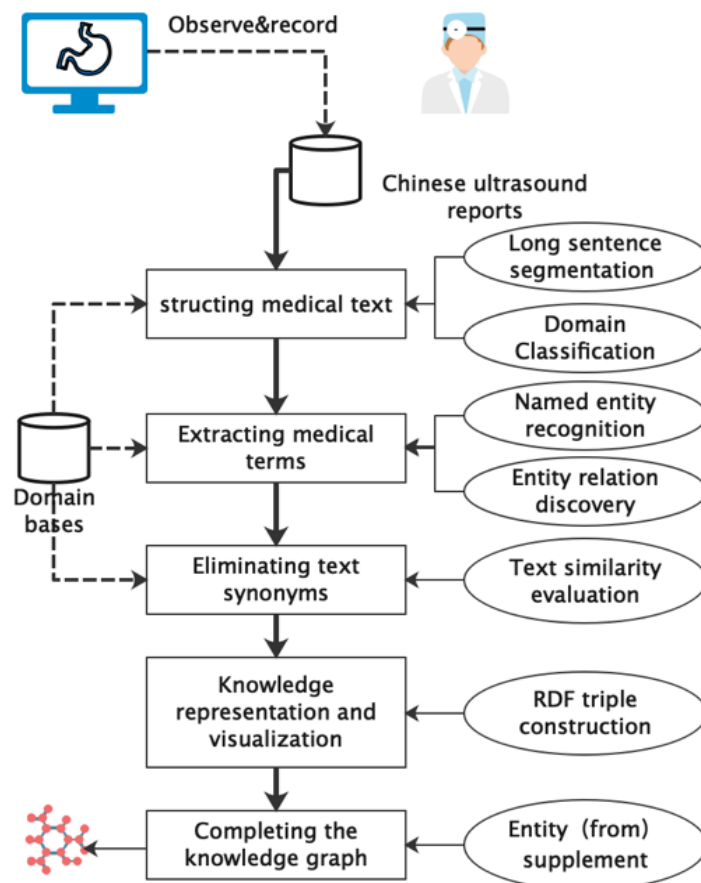 Observe&record
Chinese ultrasound
reports
Long sentence
segmentation
structing medical text
Domain
Classification
Named entity
recognition
Extracting medical
terms
Entity relation
discovery
Domain
bases
Eliminating text
synonyms
Text similarity
evaluation
Knowledge
representation and
visualization
RDF triple
construction
Completing the
knowledge graph
Entity (from)
supplement